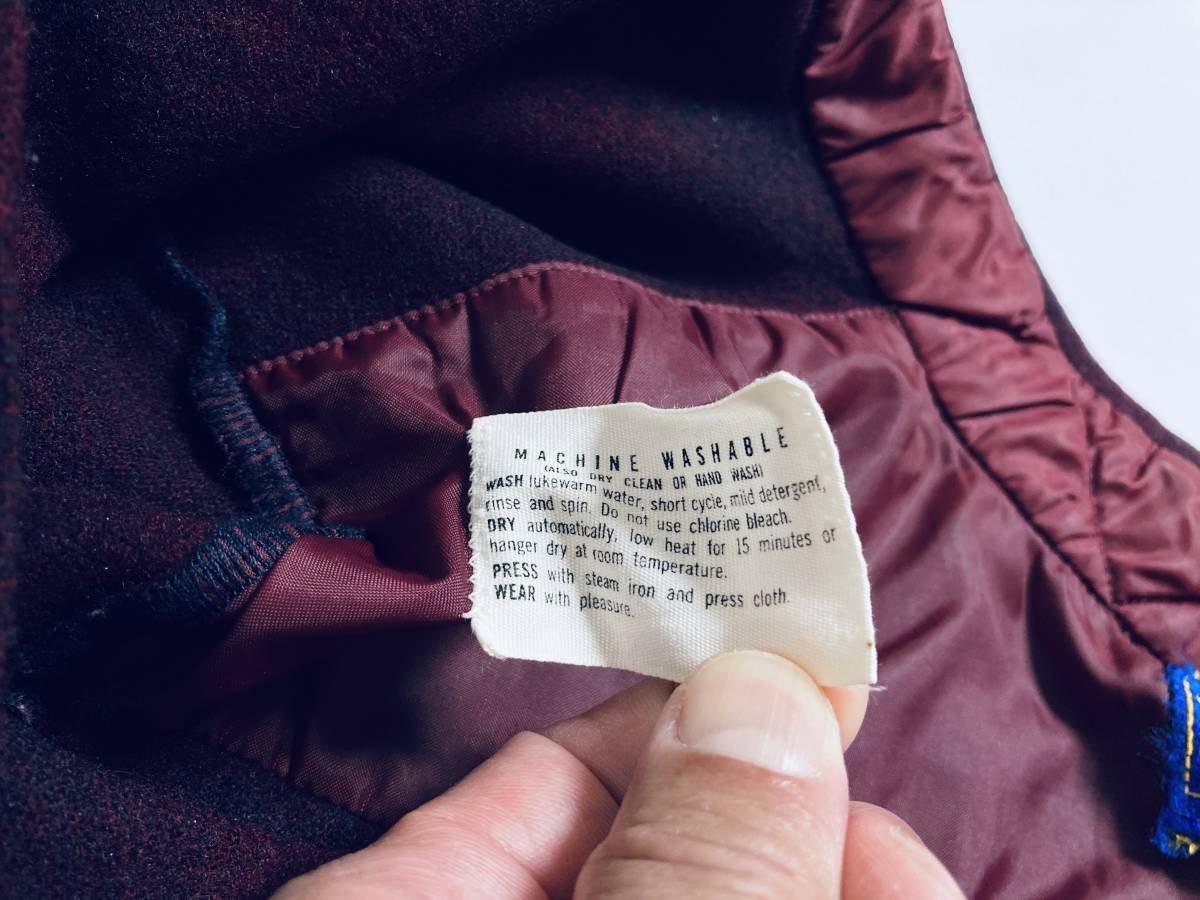 MACHINE WASHABLE
(ALSO DRY CLEAN OR HAND WASH)
WASH lukewarm water, short cycle, mild detergent,
rinse and spin. Do not use chlorine bleach.
DRY automatically, low heat for 15 minutes or
hanger dry at room temperature.
PRESS with steam iron and press cloth.
WEAR with pleasure.